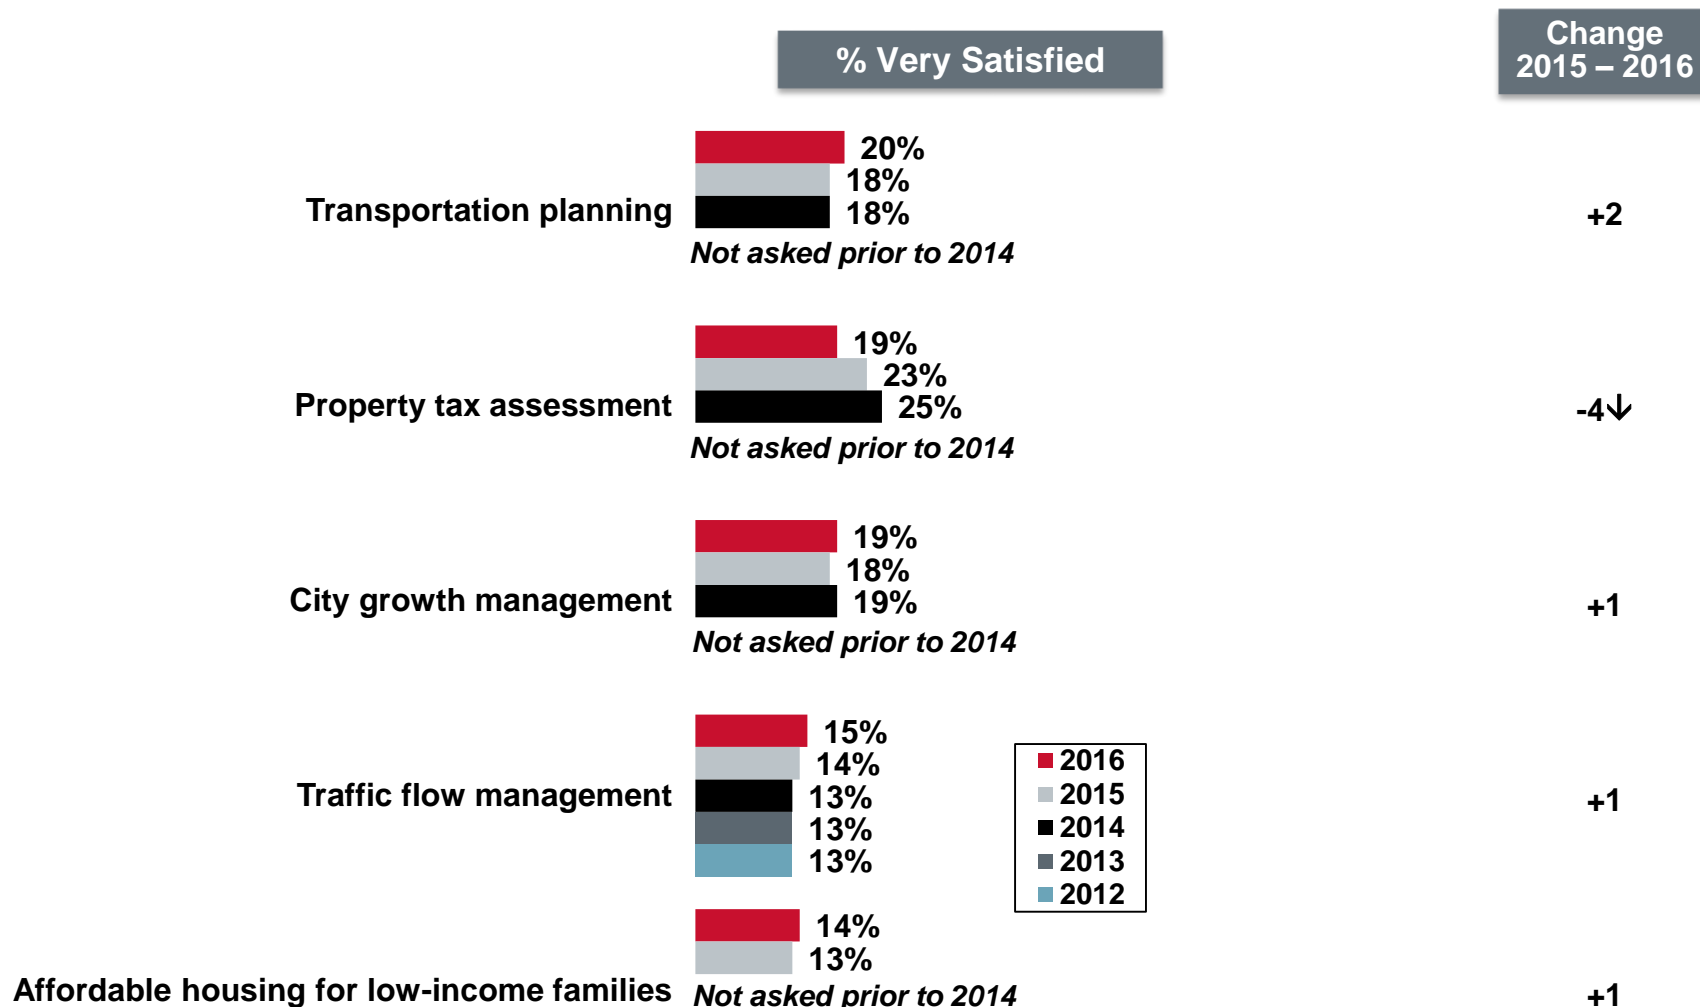 % Very Satisfied
Change
2015 – 2016
Transportation planning
20%
18%
18%
Not asked prior to 2014
+2
Property tax assessment
19%
23%
25%
Not asked prior to 2014
-4↓
City growth management
19%
18%
19%
Not asked prior to 2014
+1
Traffic flow management
15%
14%
13%
13%
13%
+1
2016
2015
2014
2013
2012
Affordable housing for low-income families
14%
13%
Not asked prior to 2014
+1